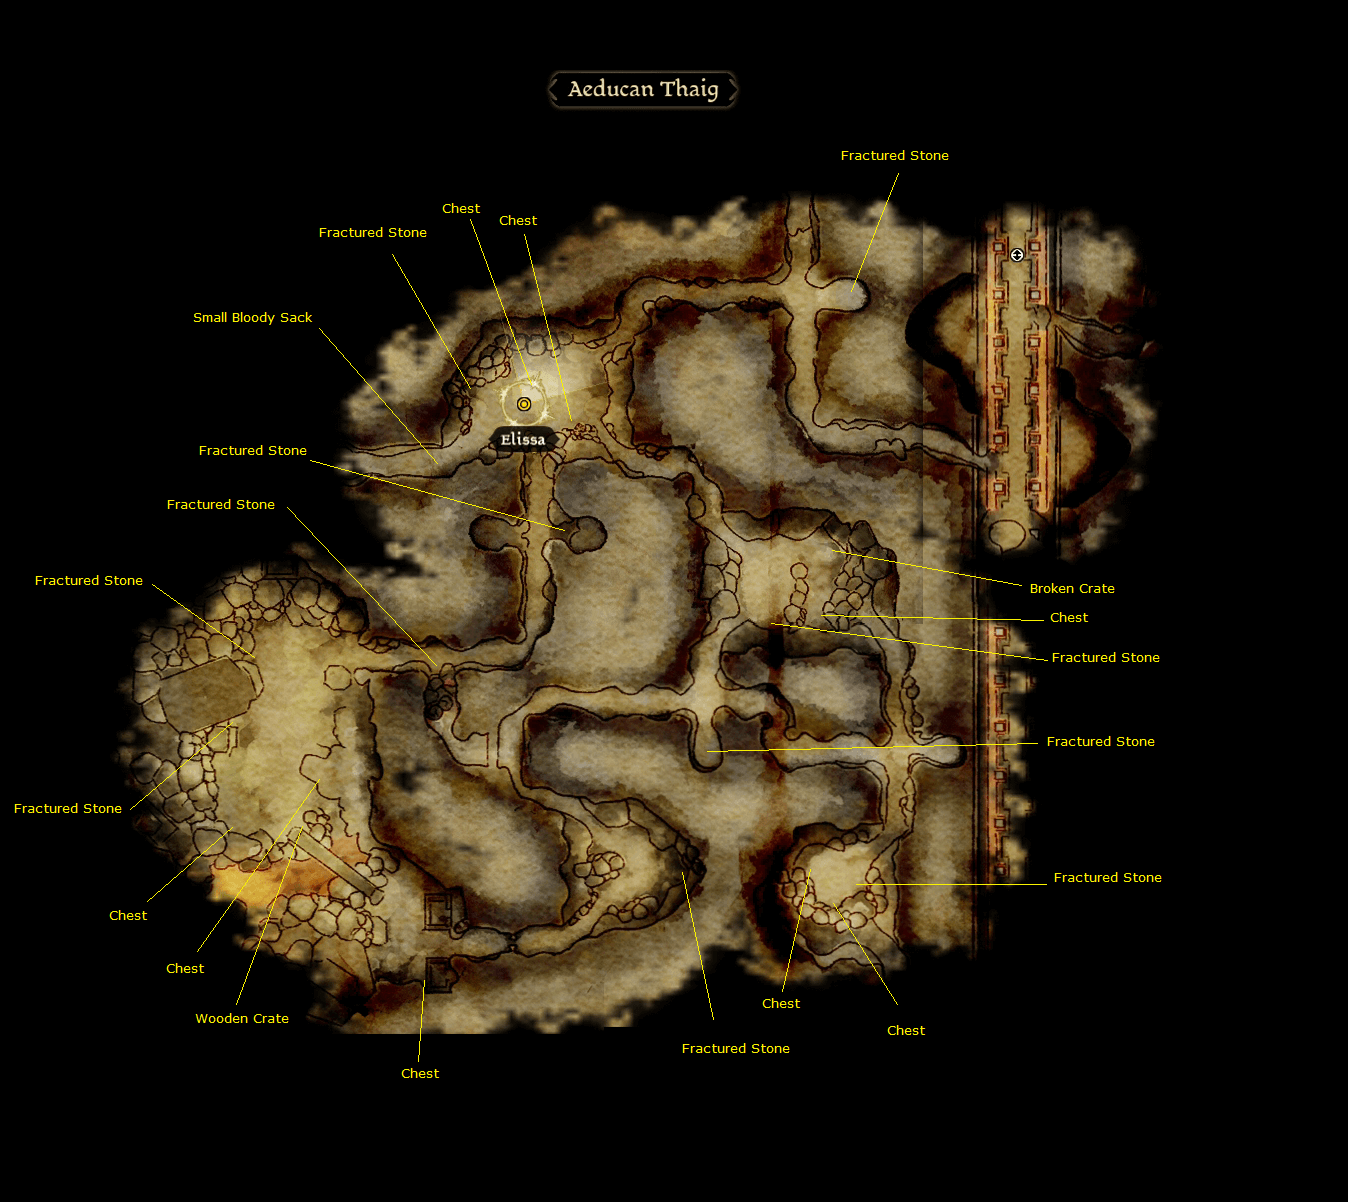 Aeducan Thaig
Fractured Stone
Chest
Chest
Fractured Stone
Small Bloody Sack
Elissa
Fractured Stone
Fractured Stone
Fractured Stone
Broken Crate
Chest
Fractured Stone
Fractured Stone
Fractured Stone
Fractured Stone
Chest
Chest
Chest
Wooden Crate
Chest
Chest
Fractured Stone
Chest